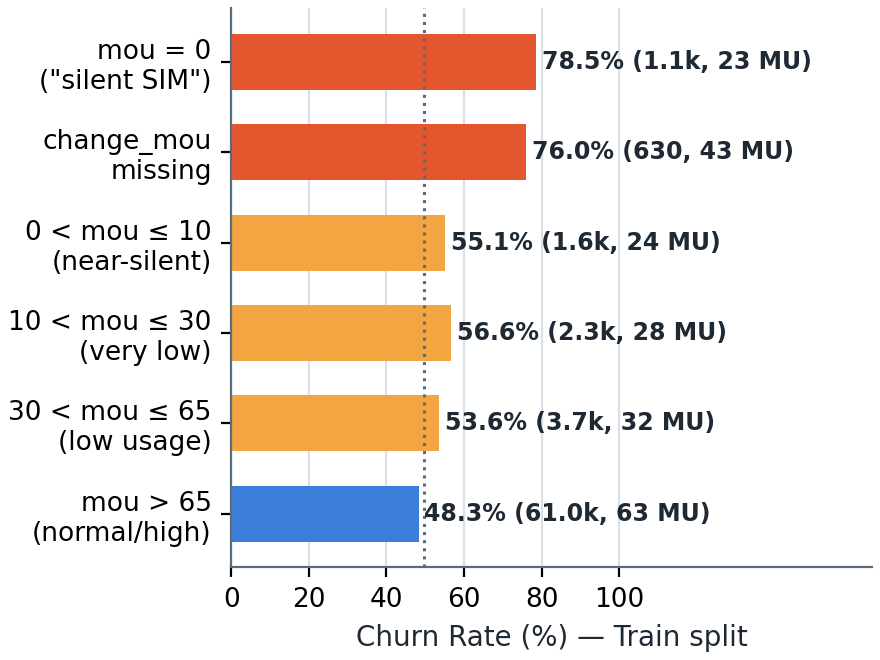 mou = 0
("silent SIM")
78.5% (1.1k, 23 MU)
change_mou
missing
76.0% (630, 43 MU)
0 < mou ≤ 10
(near-silent)
55.1% (1.6k, 24 MU)
10 < mou ≤ 30
(very low)
56.6% (2.3k, 28 MU)
30 < mou ≤ 65
(low usage)
53.6% (3.7k, 32 MU)
mou > 65
(normal/high)
48.3% (61.0k, 63 MU)
0 20 40 60 80 100
Churn Rate (%) — Train split